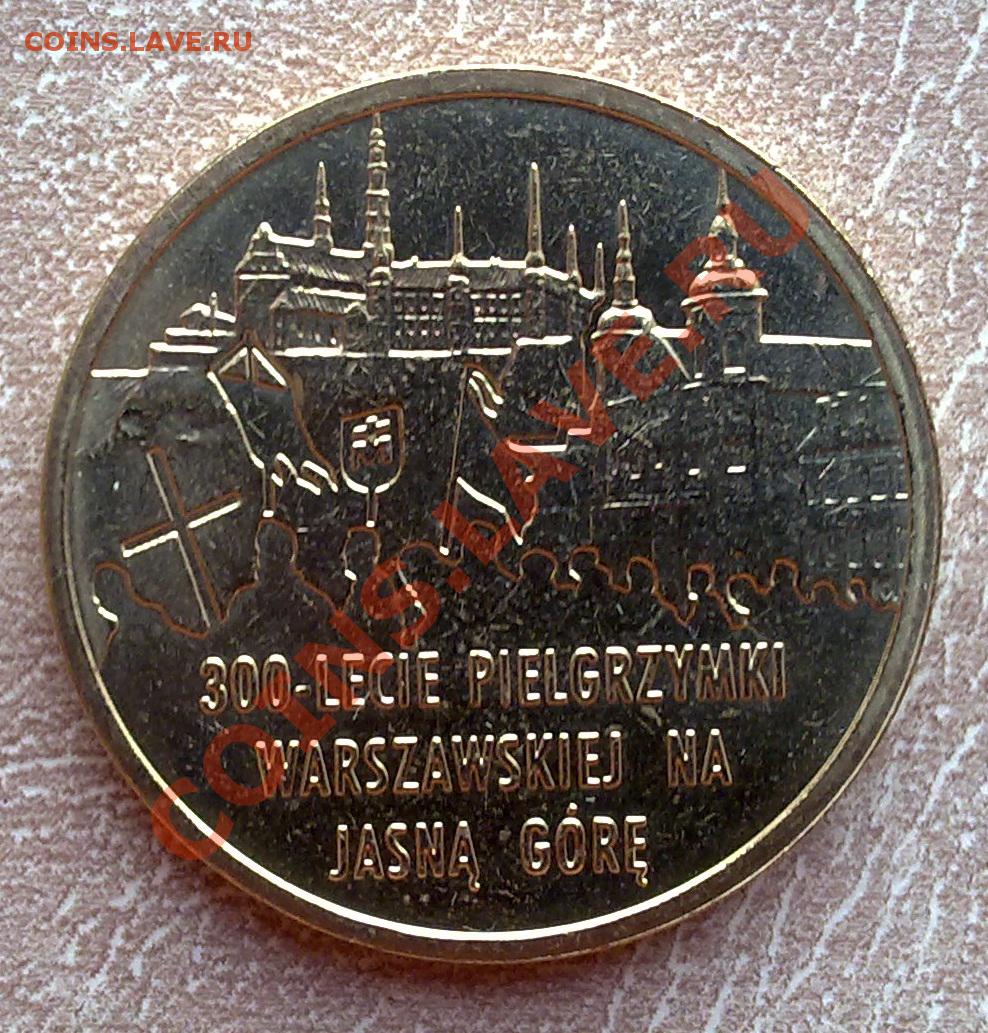 COINS.LAVE.RU
COINS.LAVE.RU
300-LECIE PIELGRZYMKI
WARSZAWSKIEJ NA
JASNĄ GÓRĘ